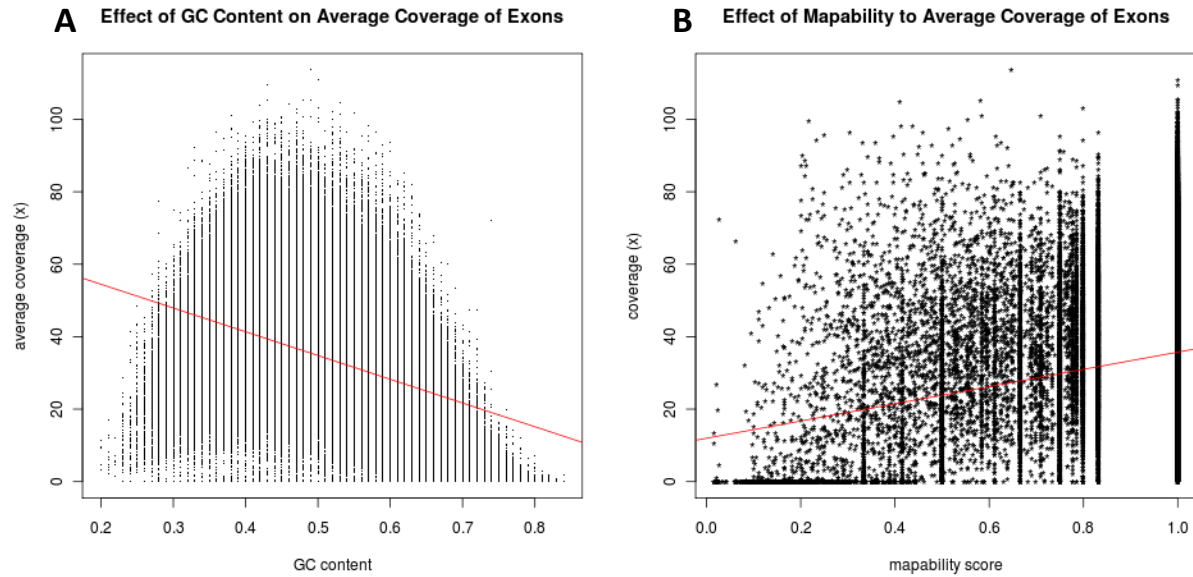 A
Effect of GC Content on Average Coverage of Exons
average coverage (x)
0
20
40
60
80
100
0.2 0.3 0.4 0.5 0.6 0.7 0.8
GC content
B
Effect of Mapability to Average Coverage of Exons
coverage (x)
0
20
40
60
80
100
0.0 0.2 0.4 0.6 0.8 1.0
mapability score